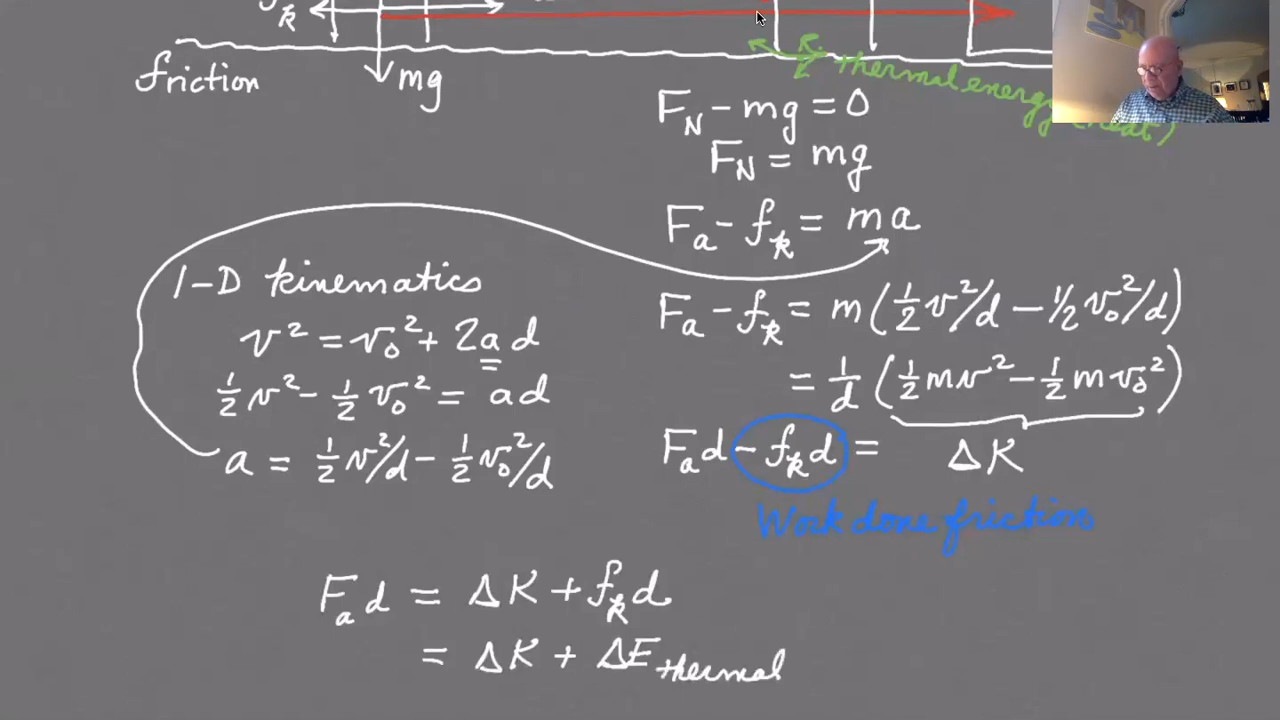 f_k
friction
mg
thermal energy (heat)
F_N - mg = 0
F_N = mg
F_a - f_k = ma
1-D kinematics
v² = v₀² + 2ad
½v² - ½v₀² = ad
a = ½v²/d - ½v₀²/d
F_a - f_k = m(½v²/d - ½v₀²/d)
= 1/d (½mv² - ½mv₀²)
F_a d - f_k d = ΔK
Work done friction
F_a d = ΔK + f_k d
= ΔK + ΔE_thermal